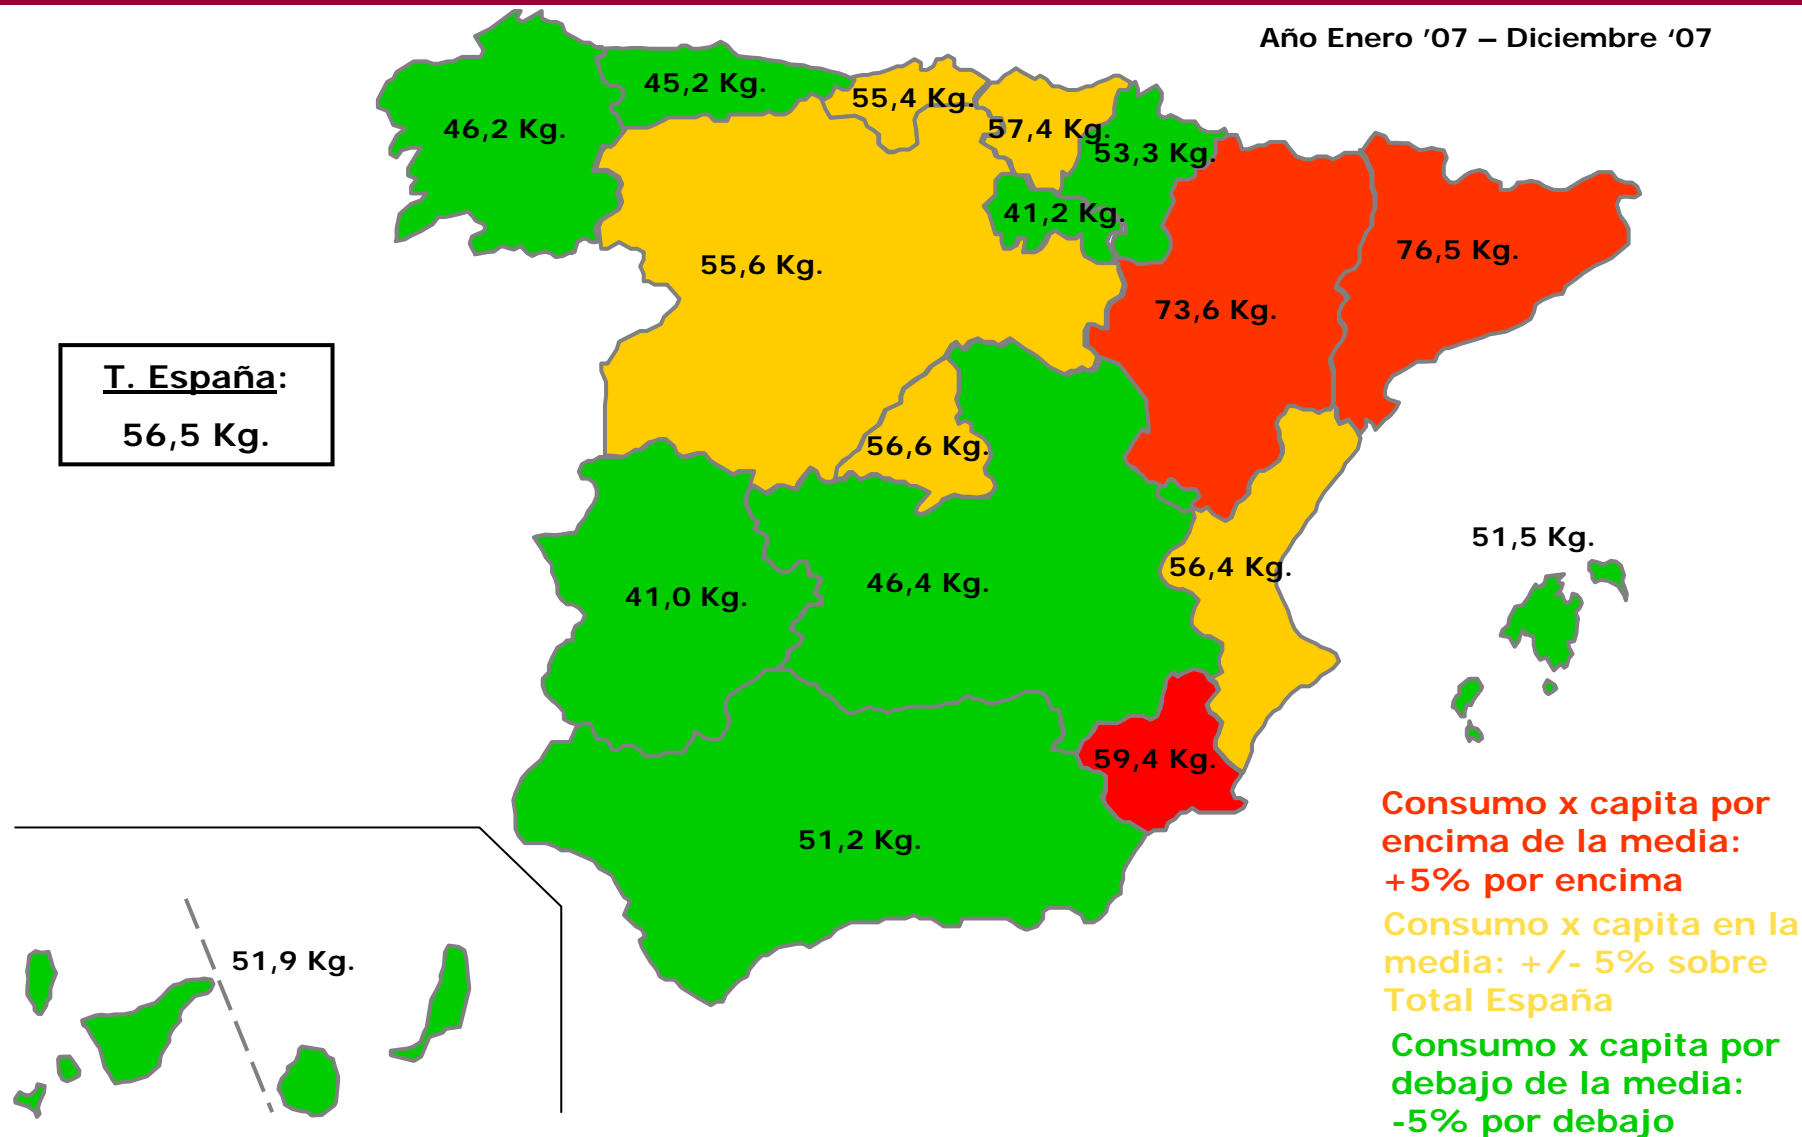 Año Enero ’07 – Diciembre ‘07
45,2 Kg.
55,4 Kg.
46,2 Kg.
57,4 Kg.
53,3 Kg.
41,2 Kg.
76,5 Kg.
55,6 Kg.
73,6 Kg.
T. España:
56,5 Kg.
56,6 Kg.
51,5 Kg.
56,4 Kg.
46,4 Kg.
41,0 Kg.
59,4 Kg.
51,2 Kg.
51,9 Kg.
Consumo x capita por
encima de la media:
+5% por encima
Consumo x capita en la
media: +/- 5% sobre
Total España
Consumo x capita por
debajo de la media:
-5% por debajo